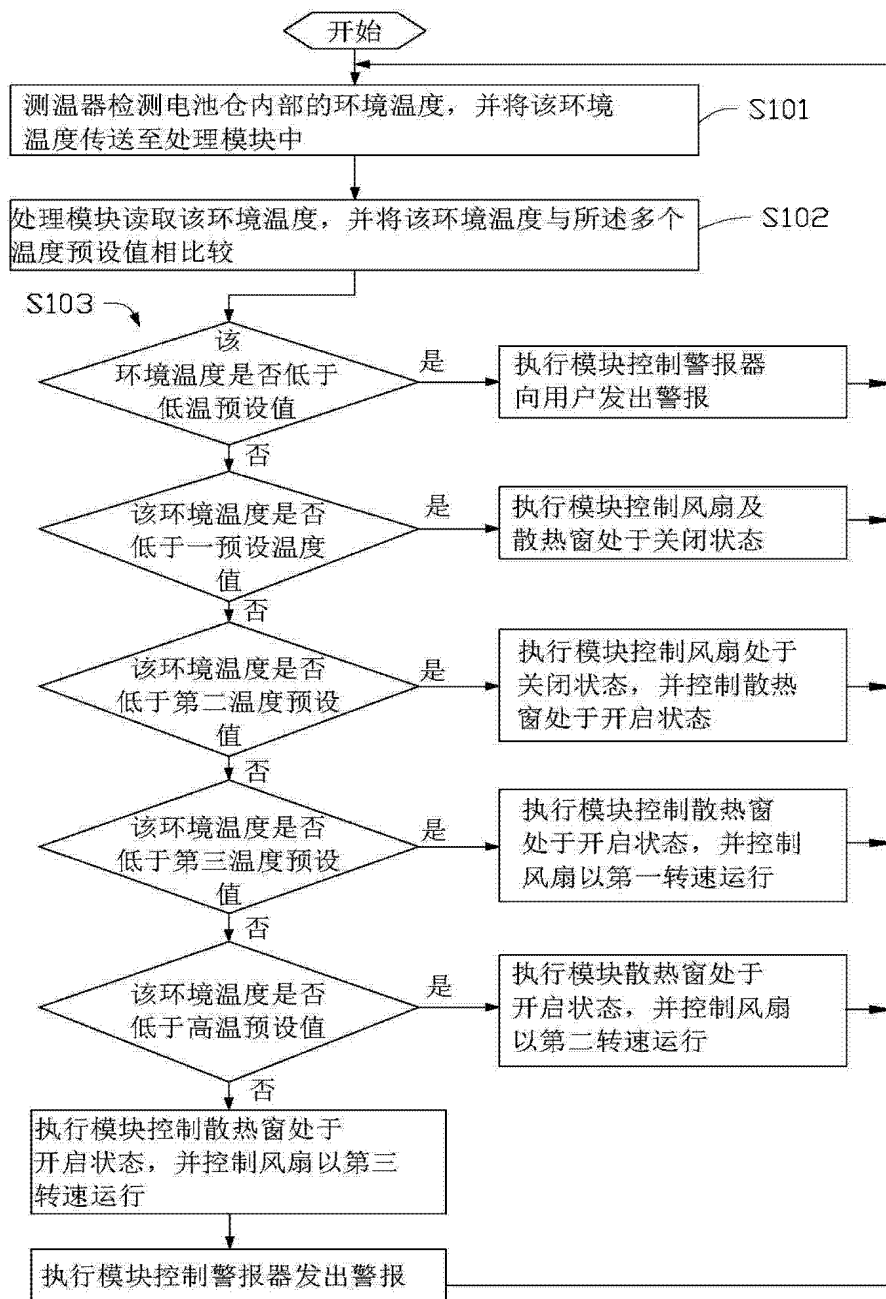 开始
测温器检测电池仓内部的环境温度，并将该环境
温度传送至处理模块中
S101
处理模块读取该环境温度，并将该环境温度与所述多个
温度预设值相比较
S102
S103
该
环境温度是否低于
低温预设值
是
执行模块控制警报器
向用户发出警报
否
该环境温度是否
低于一预设温度
值
是
执行模块控制风扇及
散热窗处于关闭状态
否
该环境温度是否
低于第二温度预设
值
是
执行模块控制风扇处于
关闭状态，并控制散热
窗处于开启状态
否
该环境温度是否
低于第三温度预设
值
是
执行模块控制散热窗
处于开启状态，并控制
风扇以第一转速运行
否
该环境温度是否
低于高温预设值
是
执行模块散热窗处于
开启状态，并控制风扇
以第二转速运行
否
执行模块控制散热窗处于
开启状态，并控制风扇以第三
转速运行
执行模块控制警报器发出警报